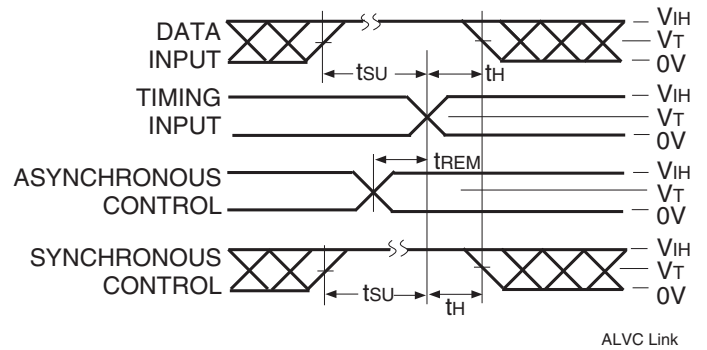 DATA
INPUT
tSU
tH
VIH
VT
0V
TIMING
INPUT
VIH
VT
0V
tREM
ASYNCHRONOUS
CONTROL
VIH
VT
0V
SYNCHRONOUS
CONTROL
tSU
tH
VIH
VT
0V
ALVC Link